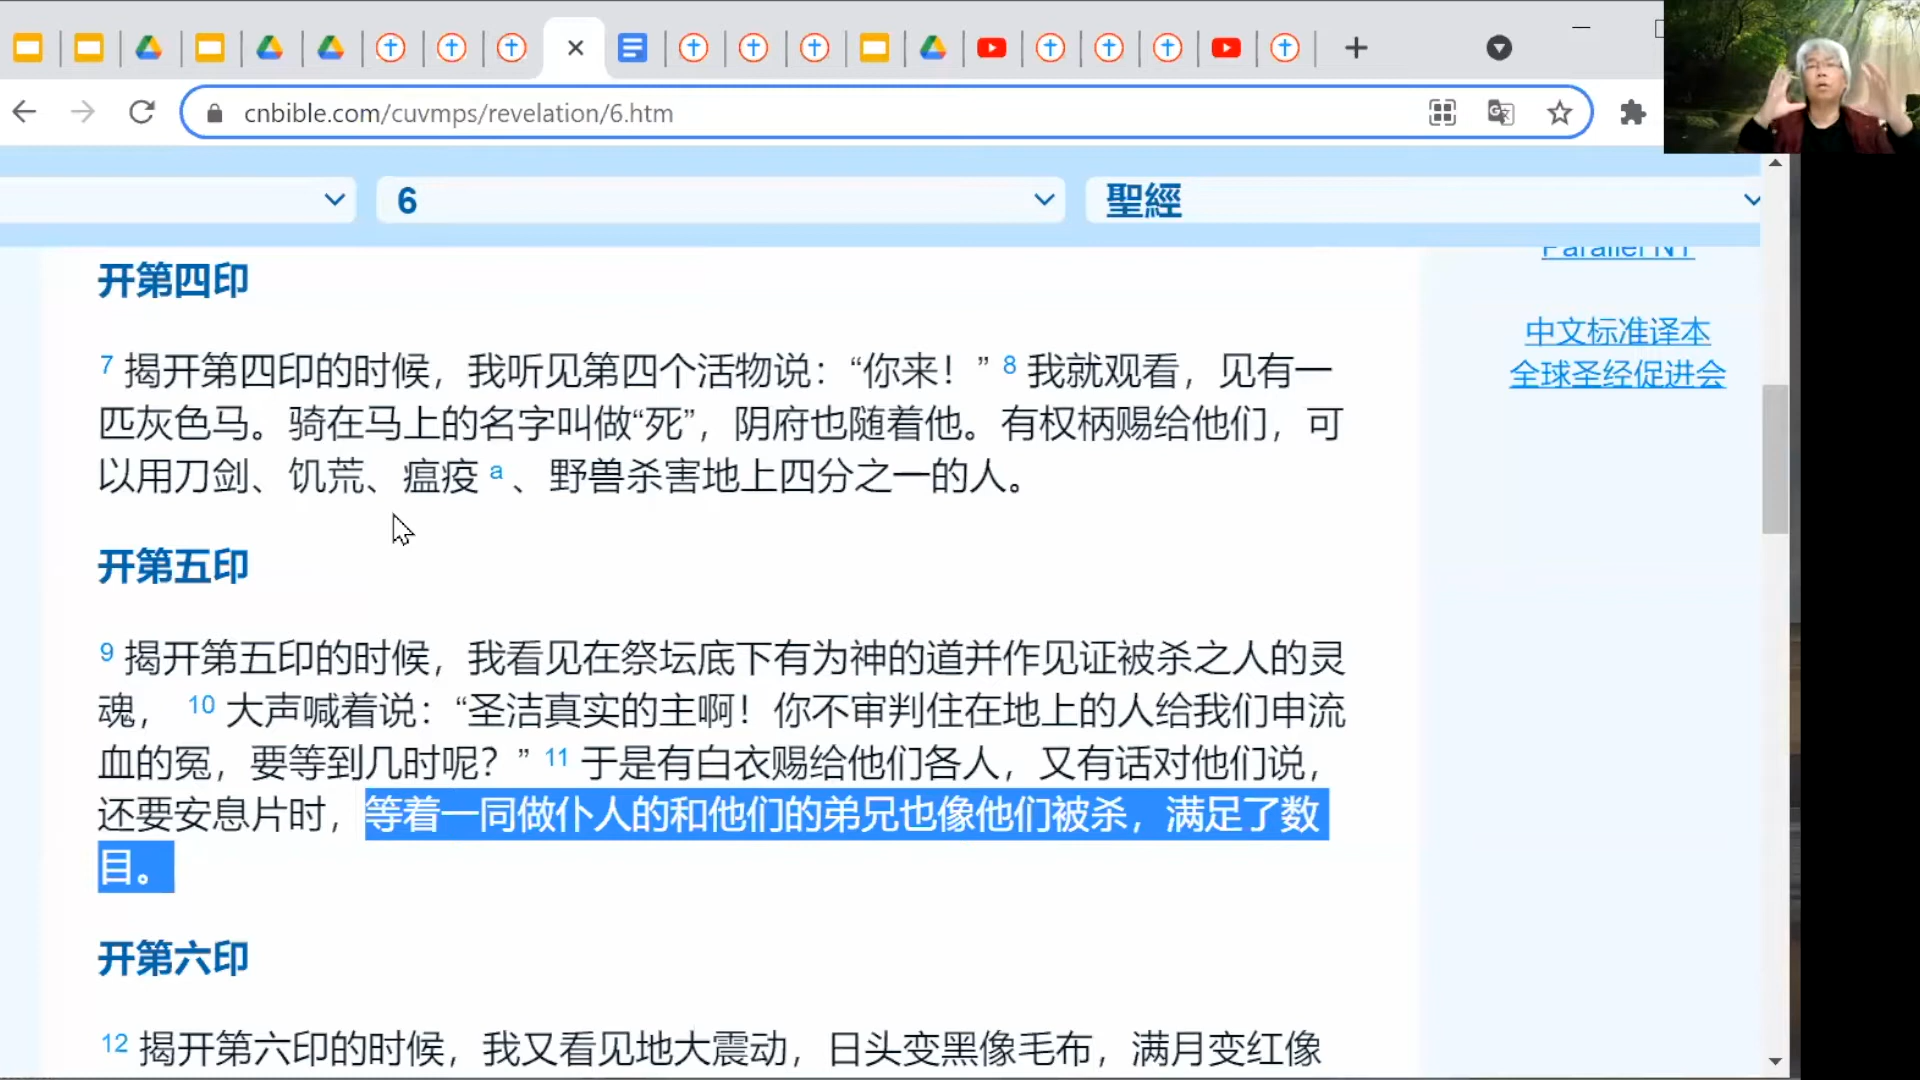 cnbible.com/cuvmps/revelation/6.htm
6
聖經
Parallel NT
中文标准译本
全球圣经促进会
开第四印
7 揭开第四印的时候，我听见第四个活物说：“你来！” 8 我就观看，见有一
匹灰色马。骑在马上的名字叫做“死”，阴府也随着他。有权柄赐给他们，可
以用刀剑、饥荒、瘟疫 a 、野兽杀害地上四分之一的人。
开第五印
9 揭开第五印的时候，我看见在祭坛底下有为神的道并作见证被杀之人的灵
魂， 10 大声喊着说：“圣洁真实的主啊！你不审判住在地上的人给我们申流
血的冤，要等到几时呢？” 11 于是有白衣赐给他们各人，又有话对他们说，
还要安息片时，等着一同做仆人的和他们的弟兄也像他们被杀，满足了数
目。
开第六印
12 揭开第六印的时候，我又看见地大震动，日头变黑像毛布，满月变红像